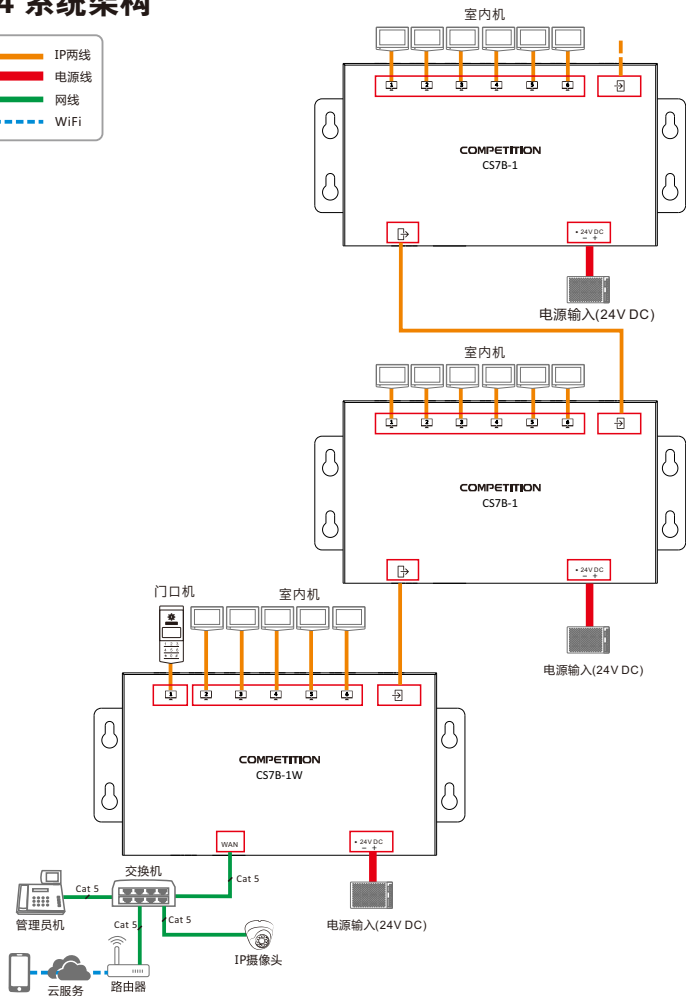 4 系统架构
IP两线
电源线
网线
WiFi
室内机
1 2 3 4 5 6
COMPETITION
CS7B-1
24V DC
－ ＋
电源输入(24V DC)
室内机
1 2 3 4 5 6
COMPETITION
CS7B-1
24V DC
－ ＋
电源输入(24V DC)
门口机
室内机
1 2 3 4 5 6
COMPETITION
CS7B-1W
WAN
24V DC
－ ＋
交换机
Cat 5
Cat 5
管理员机
Cat 5
Cat 5
电源输入(24V DC)
IP摄像头
云服务
路由器